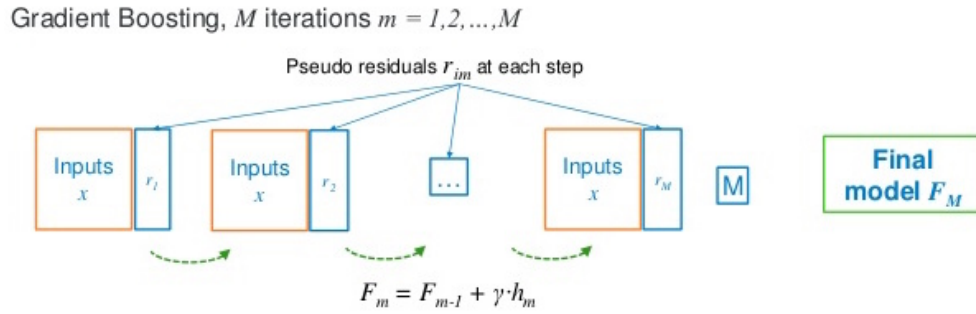 Gradient Boosting, M iterations m = 1,2,...,M
Pseudo residuals r_im at each step
Inputs
x
r_1
Inputs
x
r_2
...
Inputs
x
r_M
M
Final
model F_M
F_m = F_m-1 + γ·h_m